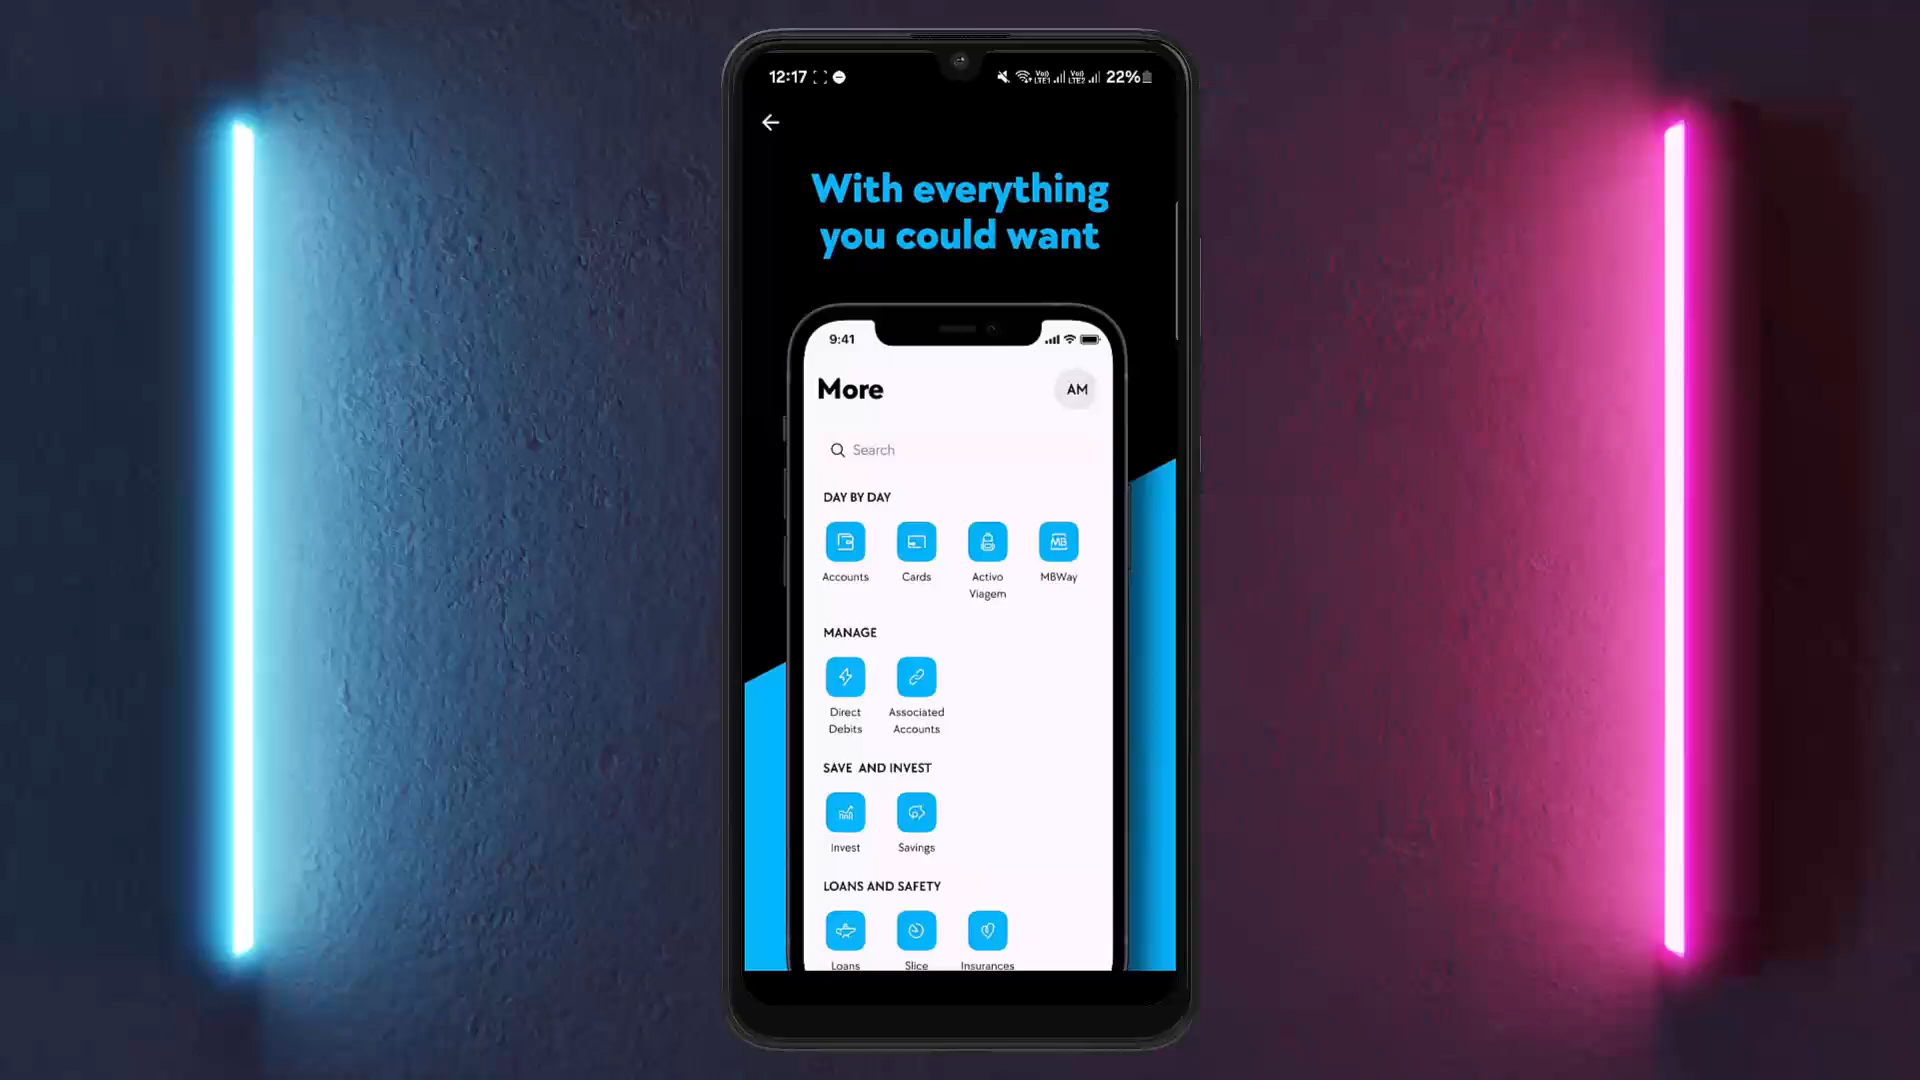 12:17 22%
With everything
you could want
9:41
More AM
Search
DAY BY DAY
Accounts Cards Activo MBWay
Viagem
MANAGE
Direct Associated
Debits Accounts
SAVE AND INVEST
Invest Savings
LOANS AND SAFETY
Loans Slice Insurances